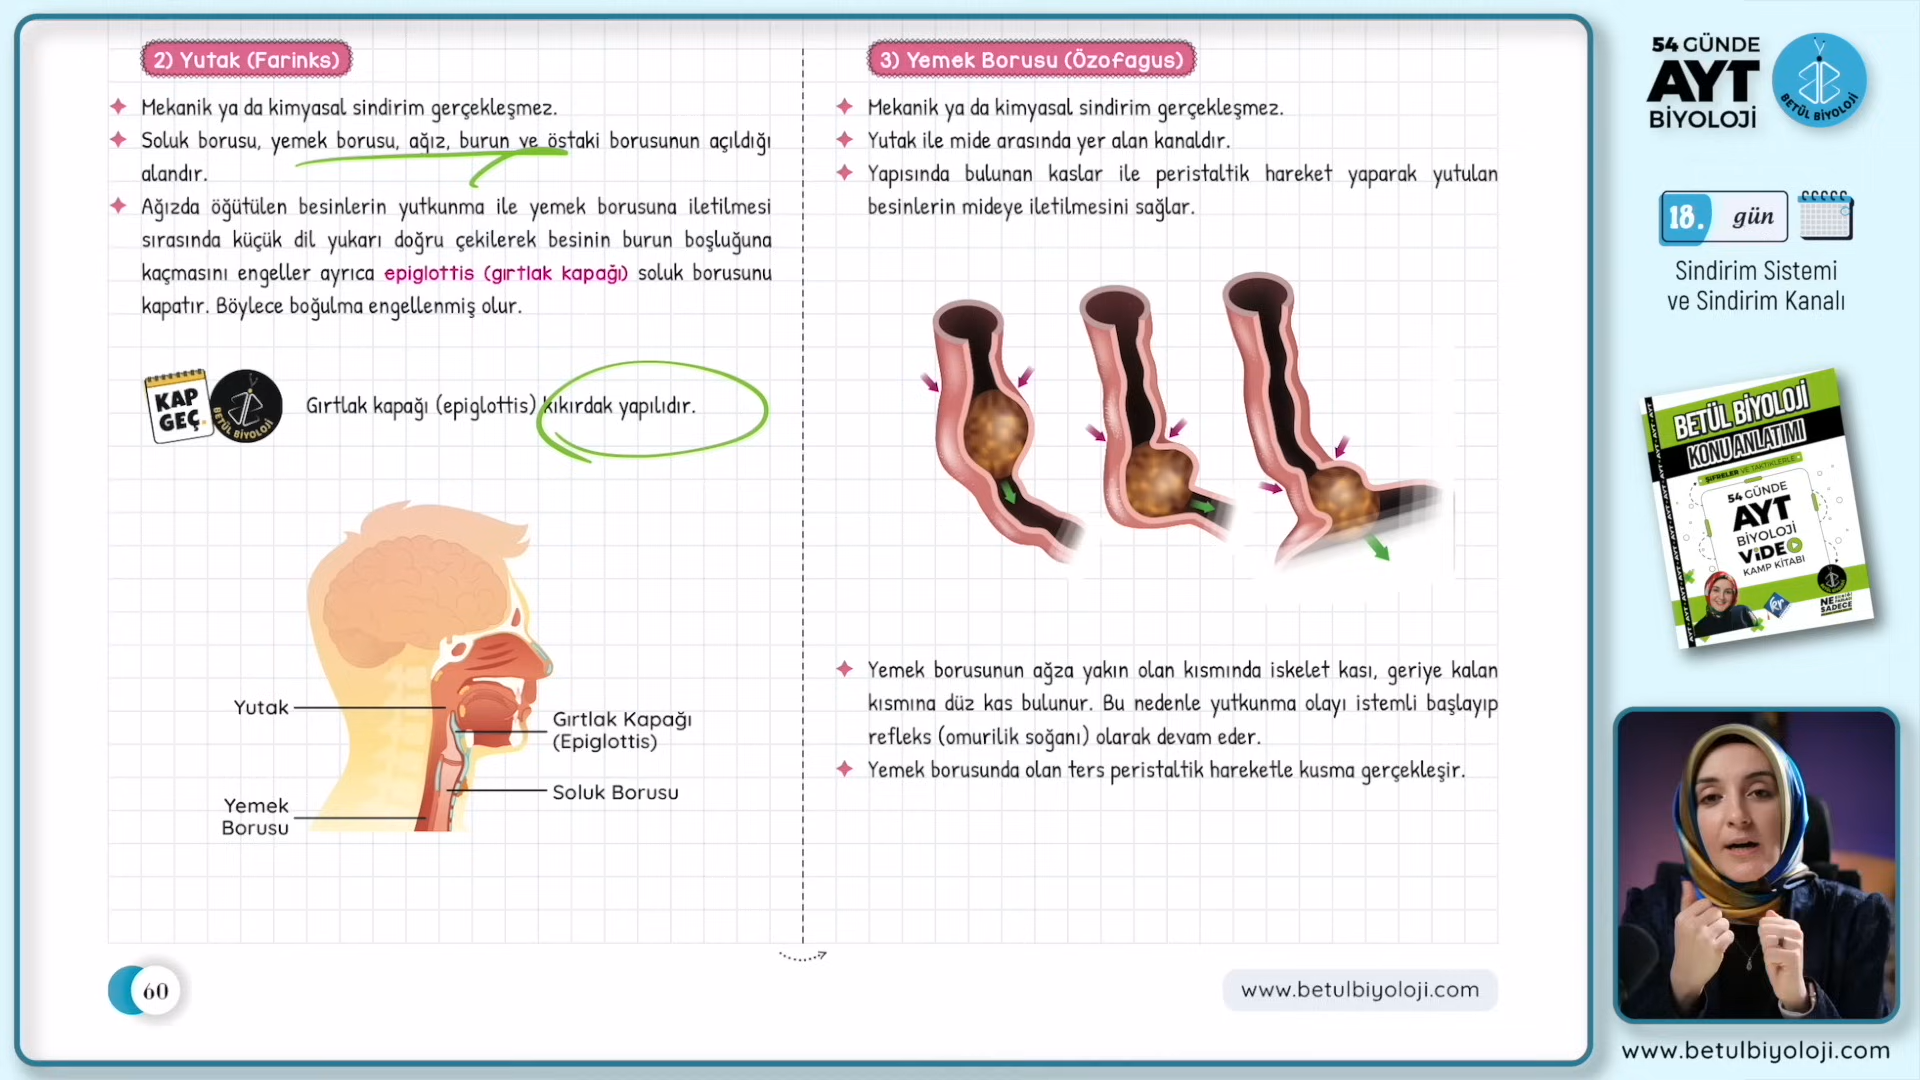 2) Yutak (Farinks)
Mekanik ya da kimyasal sindirim gerçekleşmez.
Soluk borusu, yemek borusu, ağız, burun ve östaki borusunun açıldığı
alandır.
Ağızda öğütülen besinlerin yutkunma ile yemek borusuna iletilmesi
sırasında küçük dil yukarı doğru çekilerek besinin burun boşluğuna
kaçmasını engeller ayrıca epiglottis (gırtlak kapağı) soluk borusunu
kapatır. Böylece boğulma engellenmiş olur.
KAP
GEÇ.
BETÜL BİYOLOJİ
Gırtlak kapağı (epiglottis) kıkırdak yapılıdır.
Yutak
Gırtlak Kapağı
(Epiglottis)
Soluk Borusu
Yemek
Borusu
60
3) Yemek Borusu (Özofagus)
Mekanik ya da kimyasal sindirim gerçekleşmez.
Yutak ile mide arasında yer alan kanaldır.
Yapısında bulunan kaslar ile peristaltik hareket yaparak yutulan
besinlerin mideye iletilmesini sağlar.
Yemek borusunun ağza yakın olan kısmında iskelet kası, geriye kalan
kısmına düz kas bulunur. Bu nedenle yutkunma olayı istemli başlayıp
refleks (omurilik soğanı) olarak devam eder.
Yemek borusunda olan ters peristaltik hareketle kusma gerçekleşir.
www.betulbiyoloji.com
54 GÜNDE
AYT
BİYOLOJİ
BETÜL BİYOLOJİ
18. gün
Sindirim Sistemi
ve Sindirim Kanalı
BETÜL BİYOLOJİ
KONU ANLATIMI
ŞİFRELER VE TAKTİKLERLE
54 GÜNDE
AYT
BİYOLOJİ
VİDEO
KAMP KİTABI
www.betulbiyoloji.com